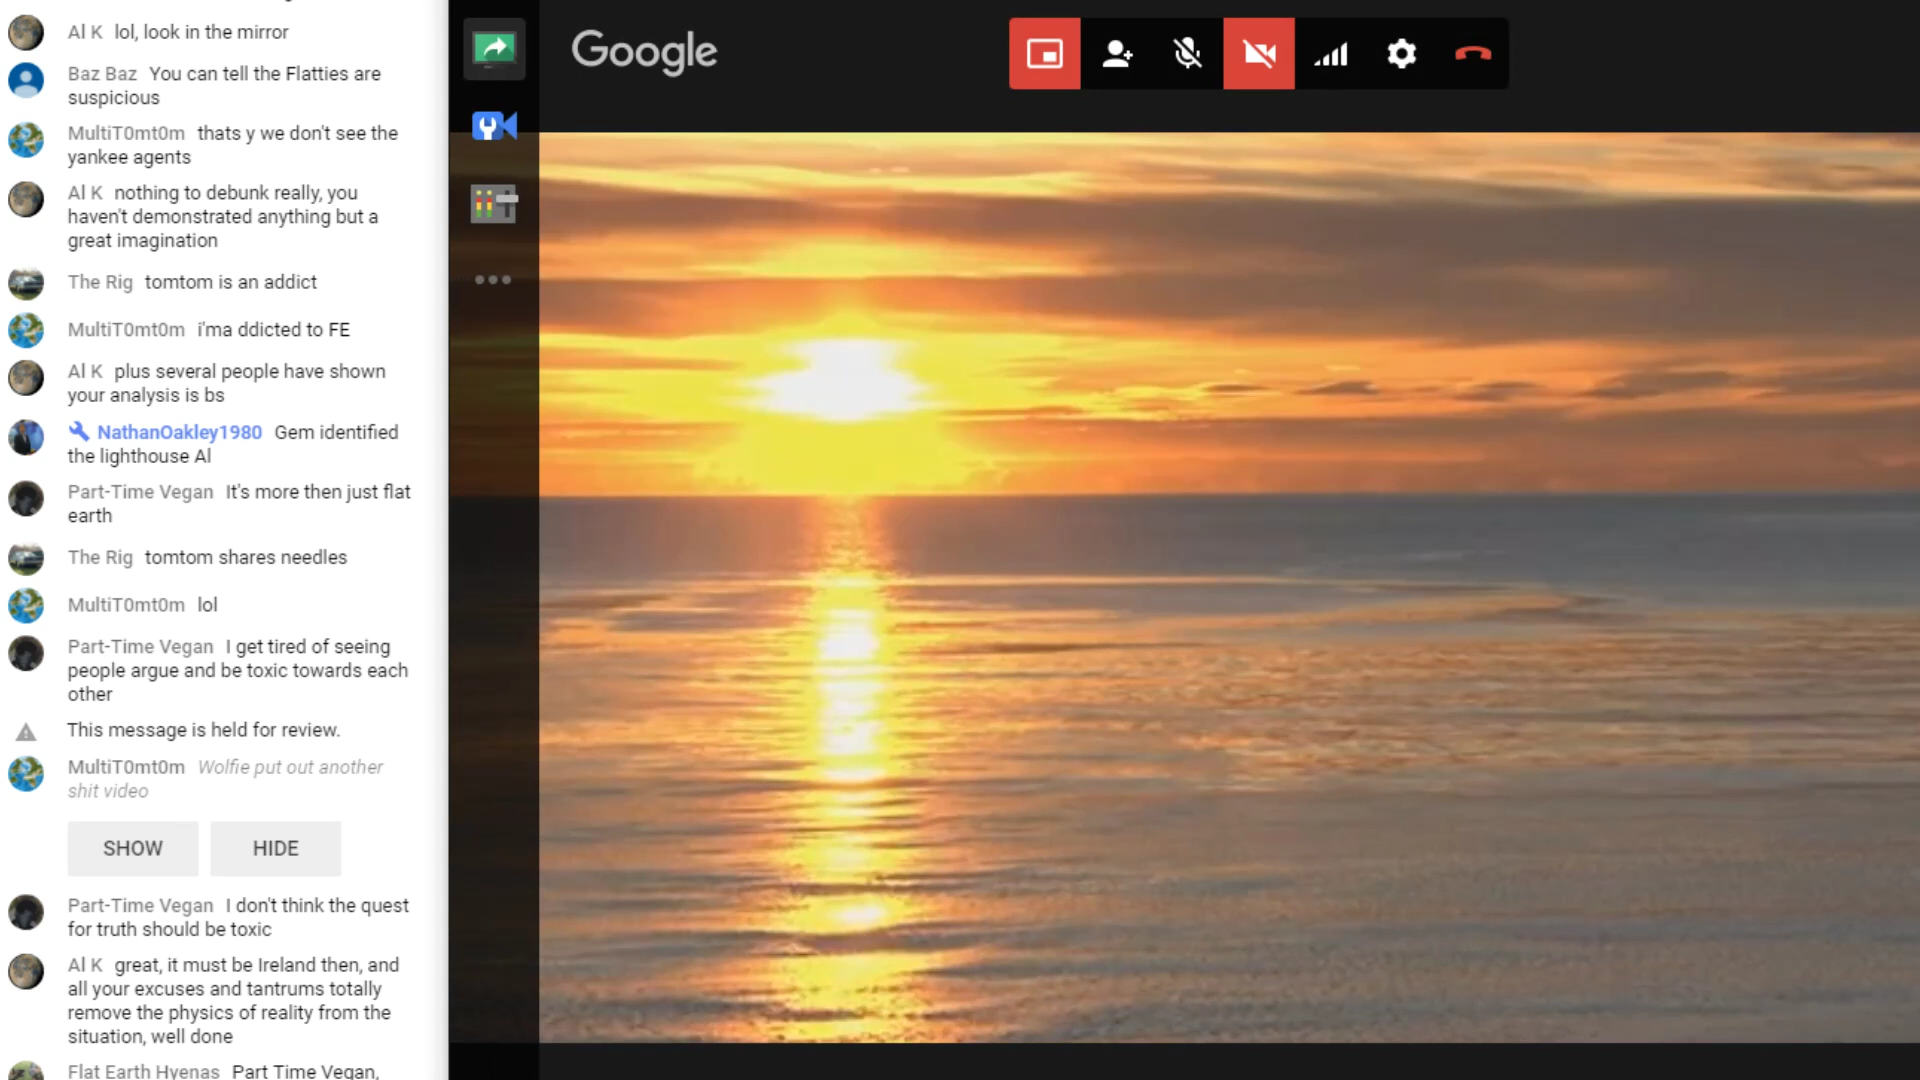 Al K lol, look in the mirror
Baz Baz You can tell the Flatties are
suspicious
MultiT0mt0m thats y we don't see the
yankee agents
Al K nothing to debunk really, you
haven't demonstrated anything but a
great imagination
The Rig tomtom is an addict
MultiT0mt0m i'ma ddicted to FE
Al K plus several people have shown
your analysis is bs
NathanOakley1980 Gem identified
the lighthouse Al
Part-Time Vegan It's more then just flat
earth
The Rig tomtom shares needles
MultiT0mt0m lol
Part-Time Vegan I get tired of seeing
people argue and be toxic towards each
other
This message is held for review.
MultiT0mt0m Wolfie put out another
shit video
SHOW HIDE
Part-Time Vegan I don't think the quest
for truth should be toxic
Al K great, it must be Ireland then, and
all your excuses and tantrums totally
remove the physics of reality from the
situation, well done
Flat Earth Hyenas Part Time Vegan,
Google